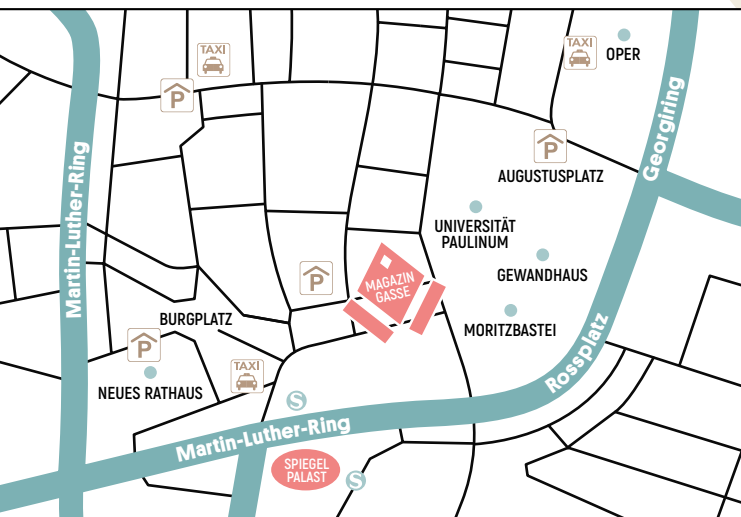 TAXI
TAXI
OPER
P
Georgiring
P
AUGUSTUSPLATZ
Martin-Luther-Ring
UNIVERSITÄT
PAULINUM
GEWANDHAUS
P
MAGAZIN
GASSE
BURGPLATZ
MORITZBASTEI
P
Rossplatz
TAXI
NEUES RATHAUS
S
Martin-Luther-Ring
SPIEGEL
PALAST
S